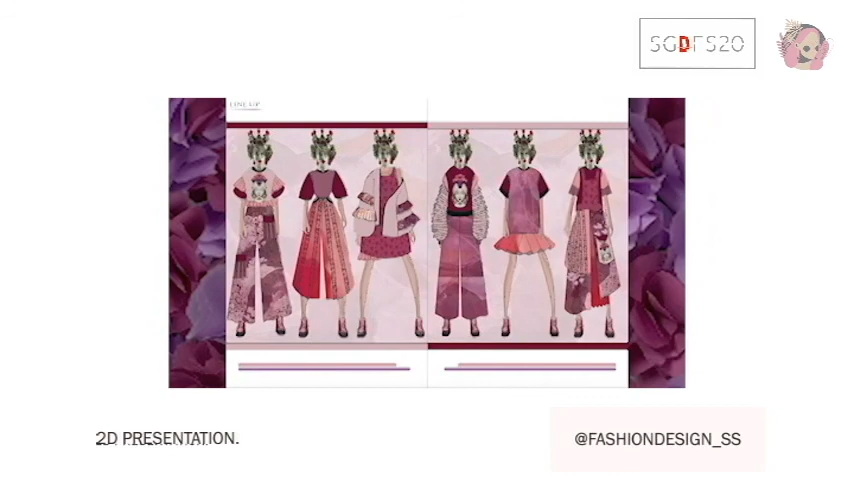 SGDFS20
LINE UP
2D PRESENTATION.
@FASHIONDESIGN_SS